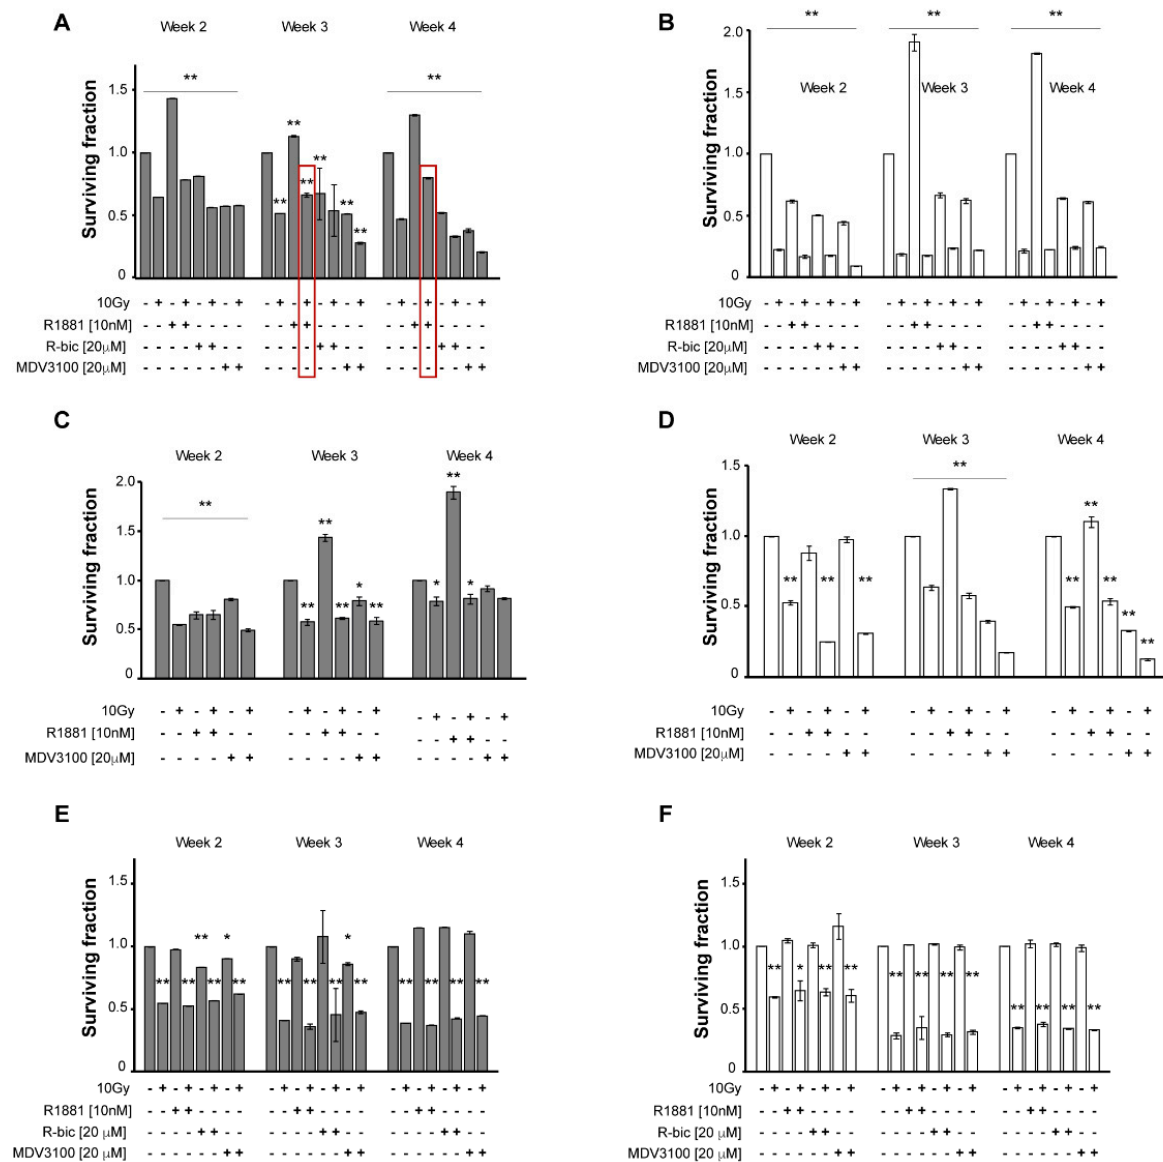 A
Week 2
Week 3
Week 4
Surviving fraction
1.5
1.0
0.5
0
**
**
**
**
**
**
**
**
**
10Gy
- + - + - + - + - + - + - + - + - + - + - + - +
R1881 [10nM]
- - + + - - - - - - + + - - - - - - + + - - - -
R-bic [20μM]
- - - - + + - - - - - - + + - - - - - - + + - -
MDV3100 [20μM]
- - - - - - + + - - - - - - + + - - - - - - + +
B
** ** **
2.0
Week 2
Week 3
Week 4
Surviving fraction
1.0
0.5
0
10Gy
- + - + - + - + - + - + - + - + - + - + - + - +
R1881 [10nM]
- - + + - - - - - - + + - - - - - - + + - - - -
R-bic [20μM]
- - - - + + - - - - - - + + - - - - - - + + - -
MDV3100 [20μM]
- - - - - - + + - - - - - - + + - - - - - - + +
C
Week 2
Week 3
Week 4
Surviving fraction
2.0
1.5
1.0
0.5
0
**
** ** ** * **
* ** *
10Gy
- + - + - + - + - + - + - + - + - +
R1881 [10nM]
- - + + - - - - + + - - - - + + - -
MDV3100 [20μM]
- - - - + + - - - - + + - - - - + +
D
Week 2
Week 3
Week 4
Surviving fraction
1.5
1.0
0.5
0
** ** **
**
** ** ** ** **
10Gy
- + - + - + - + - + - + - + - + - +
R1881 [10nM]
- - + + - - - - + + - - - - + + - -
MDV3100 [20μM]
- - - - + + - - - - + + - - - - + +
E
Week 2
Week 3
Week 4
Surviving fraction
1.5
1.0
0.5
0
** *
** ** ** **
*
** ** ** **
** ** ** **
10Gy
- + - + - + - + - + - + - + - + - + - + - + - +
R1881 [10nM]
- - + + - - - - - - + + - - - - - - + + - - - -
R-bic [20 μM]
- - - - + + - - - - - - + + - - - - - - + + - -
MDV3100 [20 μM]
- - - - - - + + - - - - - - + + - - - - - - + +
F
Week 2
Week 3
Week 4
Surviving fraction
1.5
1.0
0.5
0
** * ** **
** ** ** **
** ** ** **
10Gy
- + - + - + - + - + - + - + - + - + - + - + - +
R1881 [10nM]
- - + + - - - - - - + + - - - - - - + + - - - -
R-bic [20 μM]
- - - - + + - - - - - - + + - - - - - - + + - -
MDV3100 [20 μM]
- - - - - - + + - - - - - - + + - - - - - - + +